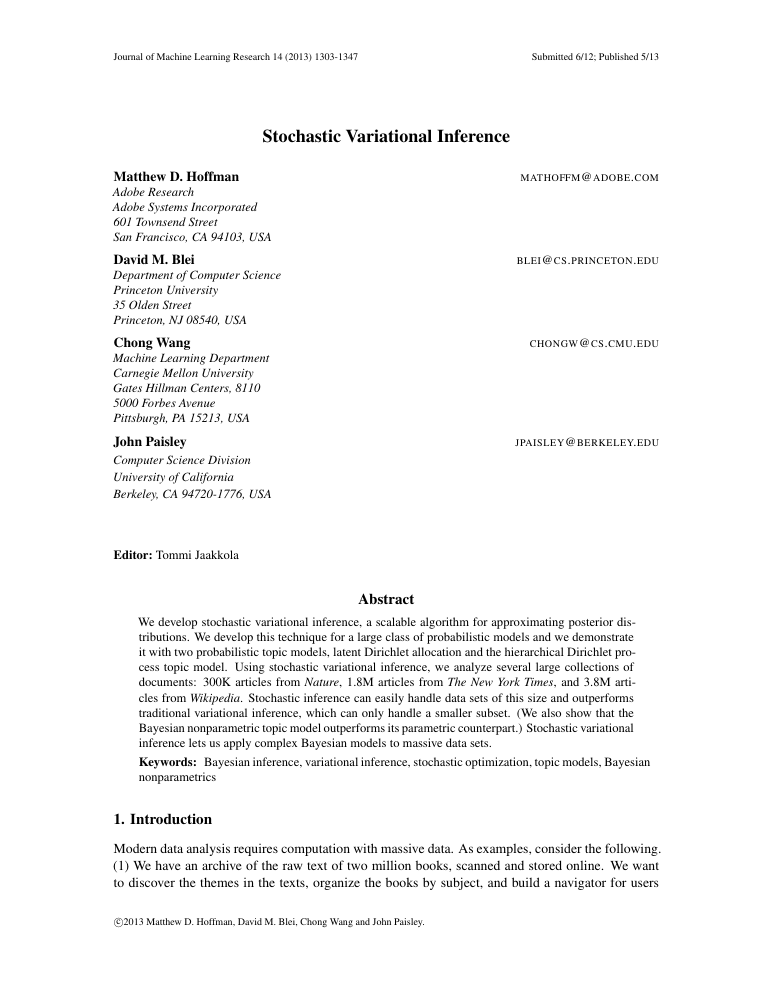 Journal of Machine Learning Research 14 (2013) 1303-1347 Submitted 6/12; Published 5/13
Stochastic Variational Inference
Matthew D. Hoffman MATHOFFM@ADOBE.COM
Adobe Research
Adobe Systems Incorporated
601 Townsend Street
San Francisco, CA 94103, USA
David M. Blei BLEI@CS.PRINCETON.EDU
Department of Computer Science
Princeton University
35 Olden Street
Princeton, NJ 08540, USA
Chong Wang CHONGW@CS.CMU.EDU
Machine Learning Department
Carnegie Mellon University
Gates Hillman Centers, 8110
5000 Forbes Avenue
Pittsburgh, PA 15213, USA
John Paisley JPAISLEY@BERKELEY.EDU
Computer Science Division
University of California
Berkeley, CA 94720-1776, USA
Editor: Tommi Jaakkola
Abstract
We develop stochastic variational inference, a scalable algorithm for approximating posterior dis-
tributions. We develop this technique for a large class of probabilistic models and we demonstrate
it with two probabilistic topic models, latent Dirichlet allocation and the hierarchical Dirichlet pro-
cess topic model. Using stochastic variational inference, we analyze several large collections of
documents: 300K articles from Nature, 1.8M articles from The New York Times, and 3.8M arti-
cles from Wikipedia. Stochastic inference can easily handle data sets of this size and outperforms
traditional variational inference, which can only handle a smaller subset. (We also show that the
Bayesian nonparametric topic model outperforms its parametric counterpart.) Stochastic variational
inference lets us apply complex Bayesian models to massive data sets.
Keywords: Bayesian inference, variational inference, stochastic optimization, topic models, Bayesian
nonparametrics
1. Introduction
Modern data analysis requires computation with massive data. As examples, consider the following.
(1) We have an archive of the raw text of two million books, scanned and stored online. We want
to discover the themes in the texts, organize the books by subject, and build a navigator for users
©2013 Matthew D. Hoffman, David M. Blei, Chong Wang and John Paisley.